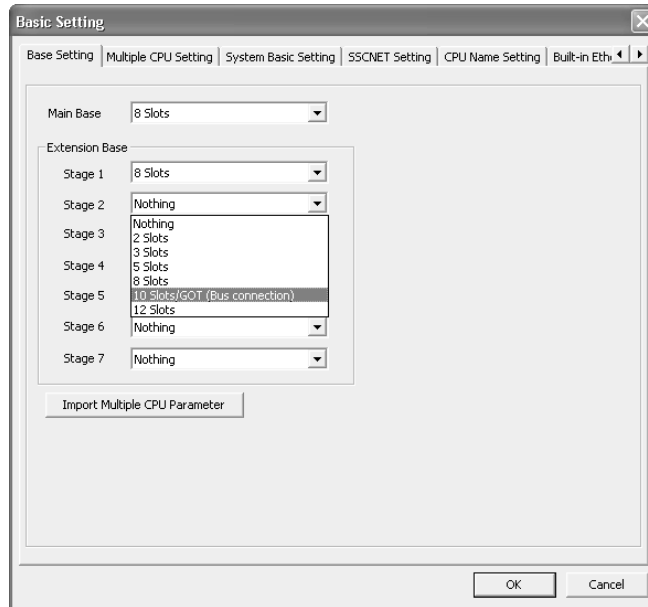 Basic Setting
Base Setting Multiple CPU Setting System Basic Setting SSCNET Setting CPU Name Setting Built-in Eth
Main Base 8 Slots
Extension Base
Stage 1 8 Slots
Stage 2 Nothing
Nothing
2 Slots
Stage 3
3 Slots
Stage 4 5 Slots
8 Slots
Stage 5 10 Slots/GOT (Bus connection)
12 Slots
Stage 6 Nothing
Stage 7 Nothing
Import Multiple CPU Parameter
OK Cancel